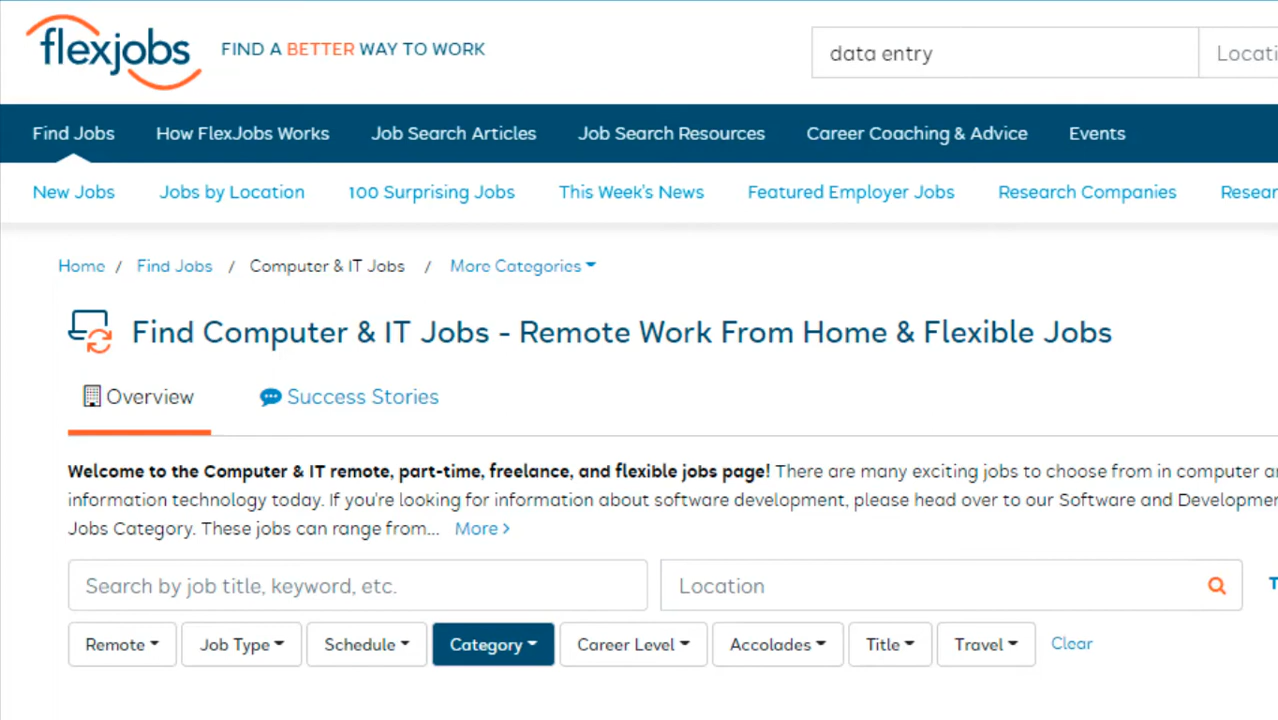 flexjobs FIND A BETTER WAY TO WORK
data entry
Find Jobs How FlexJobs Works Job Search Articles Job Search Resources Career Coaching & Advice Events
New Jobs Jobs by Location 100 Surprising Jobs This Week's News Featured Employer Jobs Research Companies
Home / Find Jobs / Computer & IT Jobs / More Categories
Find Computer & IT Jobs - Remote Work From Home & Flexible Jobs
Overview Success Stories
Welcome to the Computer & IT remote, part-time, freelance, and flexible jobs page! There are many exciting jobs to choose from in computer
information technology today. If you're looking for information about software development, please head over to our Software and
Jobs Category. These jobs can range from... More >
Search by job title, keyword, etc. Location
Remote Job Type Schedule Category Career Level Accolades Title Travel Clear